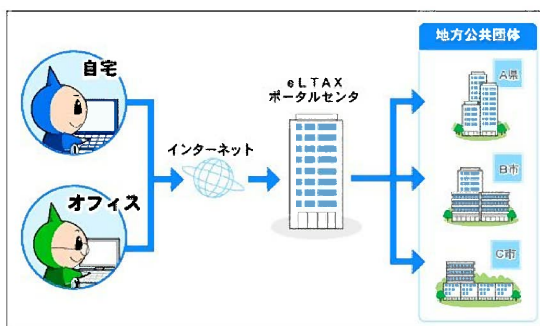 自宅
オフィス
インターネット
eLTAX
ポータルセンタ
地方公共団体
A県
B市
C市